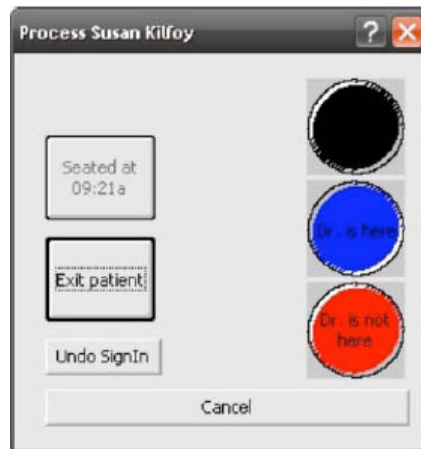 Process Susan Kilfoy
?
Seated at
09:21a
Exit patient
Undo SignIn
Dr. is here
Dr. is not
here
Cancel